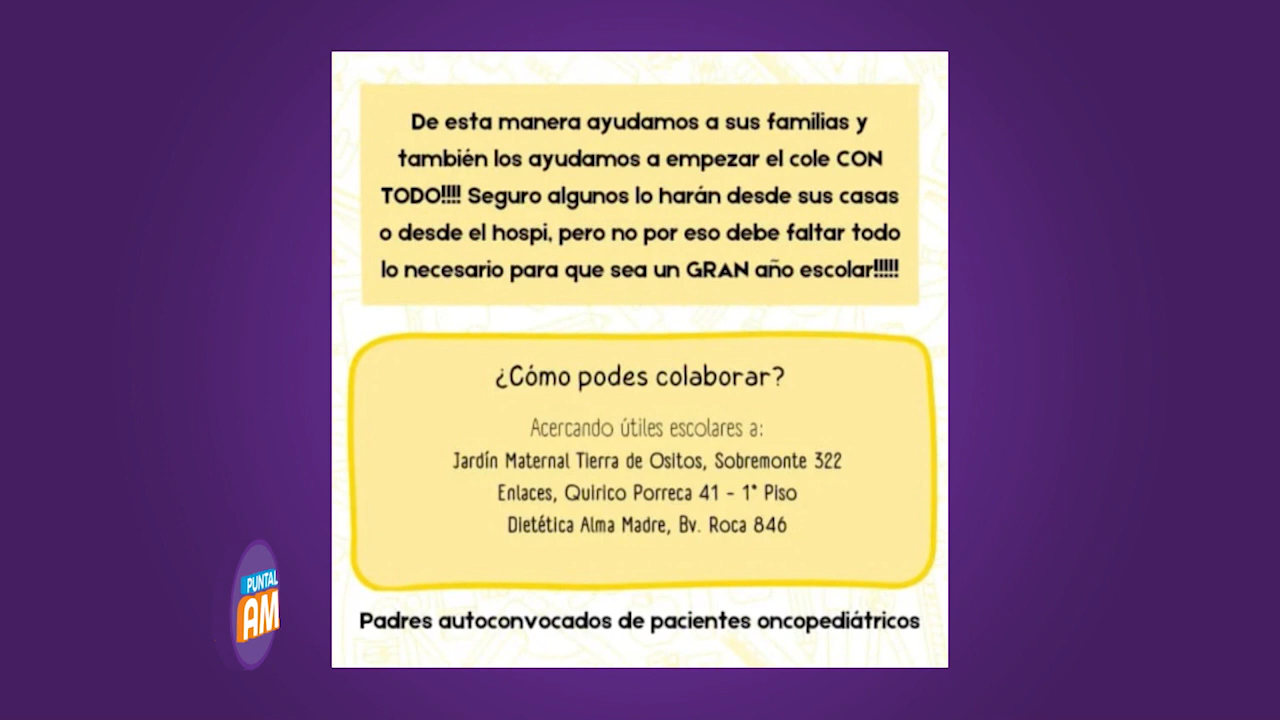 De esta manera ayudamos a sus familias y
también los ayudamos a empezar el cole CON
TODO!!!! Seguro algunos lo harán desde sus casas
o desde el hospi, pero no por eso debe faltar todo
lo necesario para que sea un GRAN año escolar!!!!!
¿Cómo podes colaborar?
Acercando útiles escolares a:
Jardín Maternal Tierra de Ositos, Sobremonte 322
Enlaces, Quirico Porreca 41 - 1° Piso
Dietética Alma Madre, Bv. Roca 846
Padres autoconvocados de pacientes oncopediátricos
PUNTAL
AM